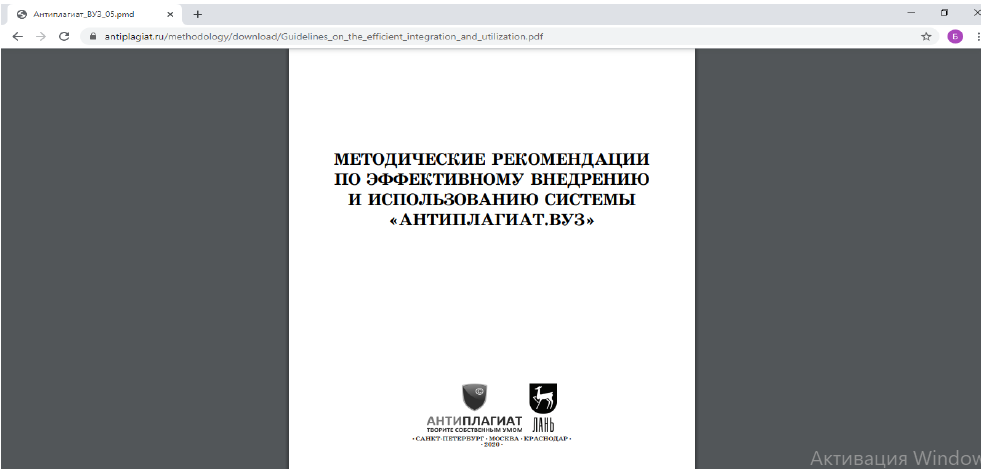 Антиплагиат_ВУЗ_05.pmd
antiplagiat.ru/methodology/download/Guidelines_on_the_efficient_integration_and_utilization.pdf
Б
МЕТОДИЧЕСКИЕ РЕКОМЕНДАЦИИ
ПО ЭФФЕКТИВНОМУ ВНЕДРЕНИЮ
И ИСПОЛЬЗОВАНИЮ СИСТЕМЫ
«АНТИПЛАГИАТ.ВУЗ»
АНТИПЛАГИАТ
ТВОРИТЕ СОБСТВЕННЫМ УМОМ
ЛАНЬ
• САНКТ-ПЕТЕРБУРГ • МОСКВА • КРАСНОДАР •
• 2020 •
Активация Window